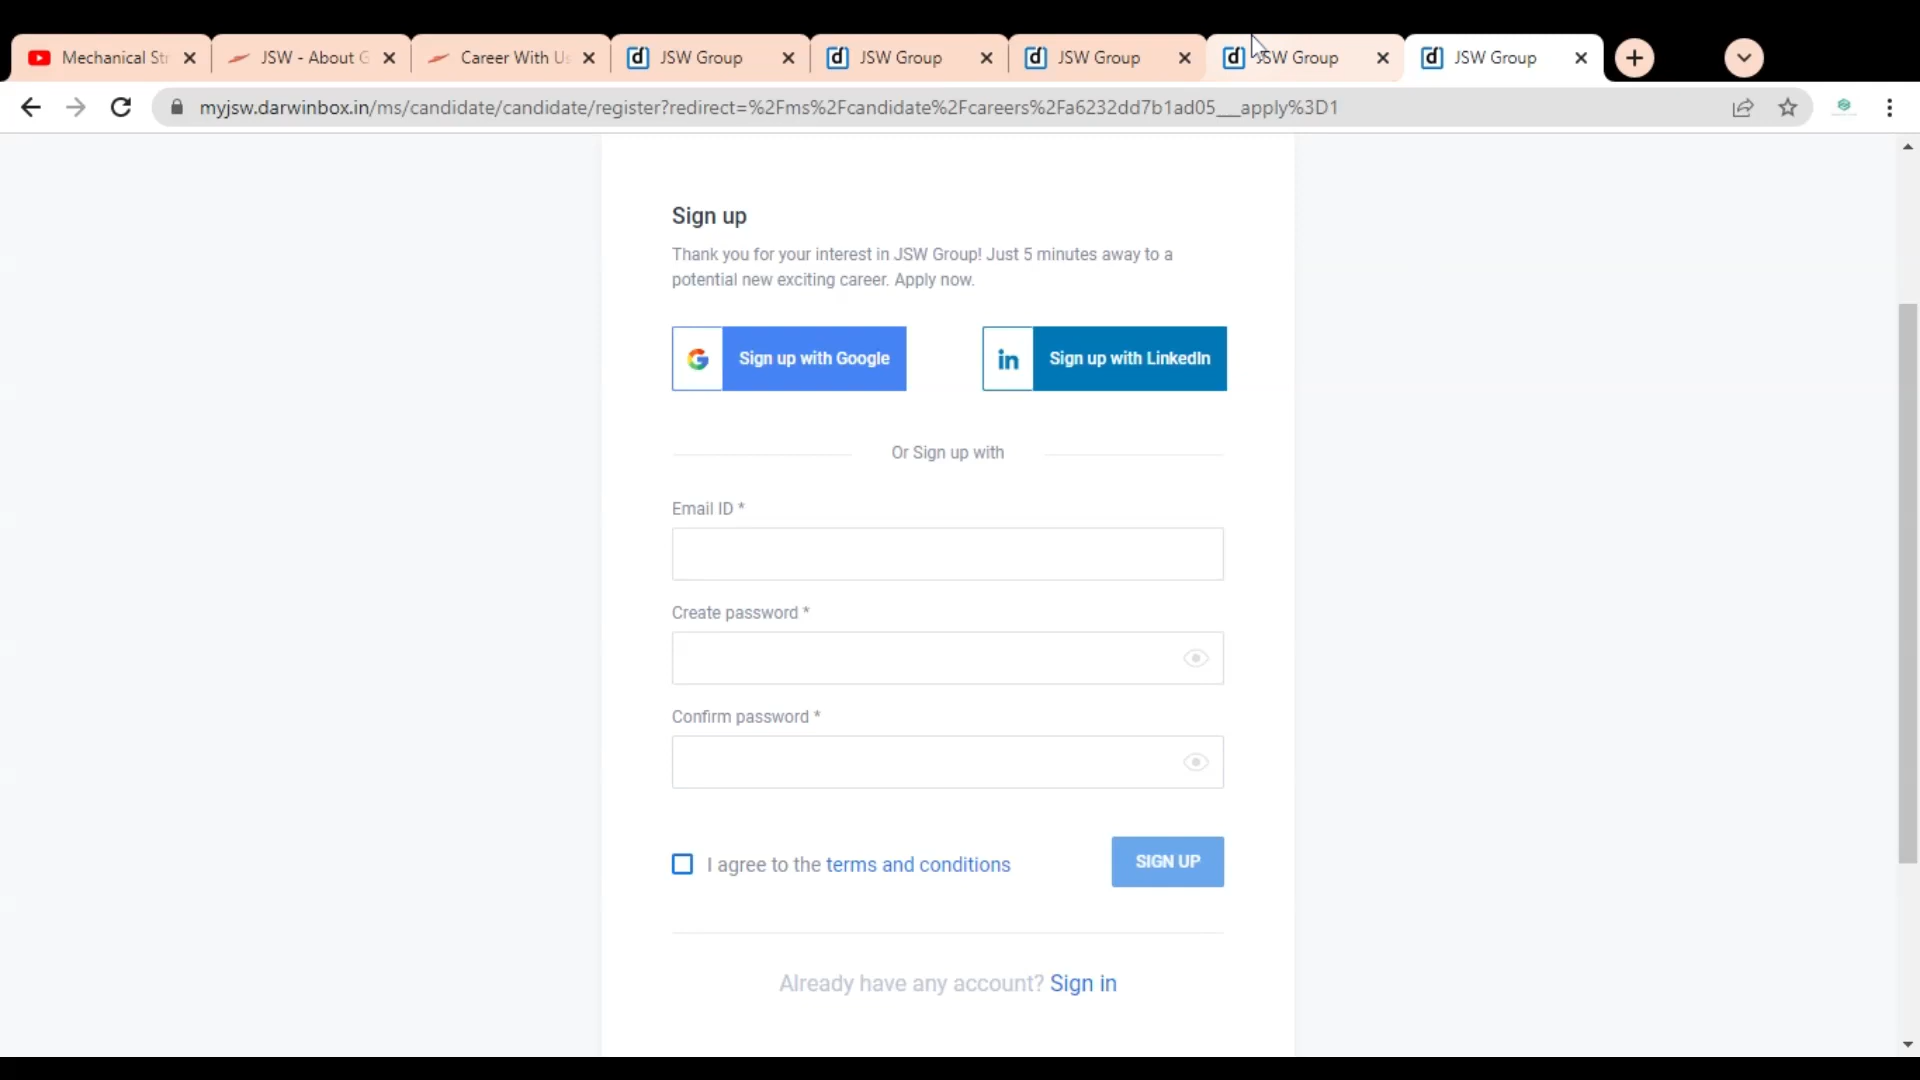 Mechanical Str
JSW - About G
Career With Us
JSW Group
JSW Group
JSW Group
JSW Group
JSW Group
myjsw.darwinbox.in/ms/candidate/candidate/register?redirect=%2Fms%2Fcandidate%2Fcareers%2Fa6232dd7b1ad05___apply%3D1
Sign up
Thank you for your interest in JSW Group! Just 5 minutes away to a
potential new exciting career. Apply now.
Sign up with Google
in Sign up with LinkedIn
Or Sign up with
Email ID *
Create password *
Confirm password *
I agree to the terms and conditions
SIGN UP
Already have any account? Sign in